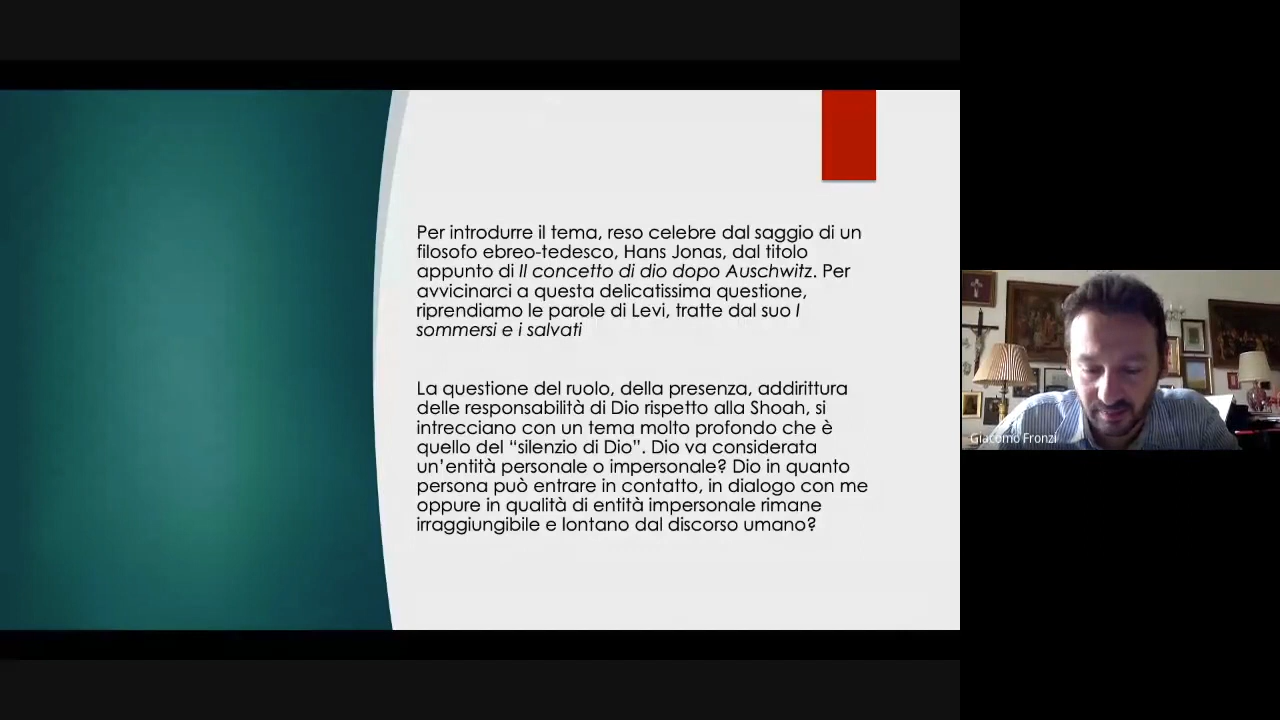 Per introdurre il tema, reso celebre dal saggio di un
filosofo ebreo-tedesco, Hans Jonas, dal titolo
appunto di Il concetto di dio dopo Auschwitz. Per
avvicinarci a questa delicatissima questione,
riprendiamo le parole di Levi, tratte dal suo I
sommersi e i salvati
La questione del ruolo, della presenza, addirittura
delle responsabilità di Dio rispetto alla Shoah, si
intrecciano con un tema molto profondo che è
quello del “silenzio di Dio”. Dio va considerata
un’entità personale o impersonale? Dio in quanto
persona può entrare in contatto, in dialogo con me
oppure in qualità di entità impersonale rimane
irraggiungibile e lontano dal discorso umano?
Giacomo Fronzi